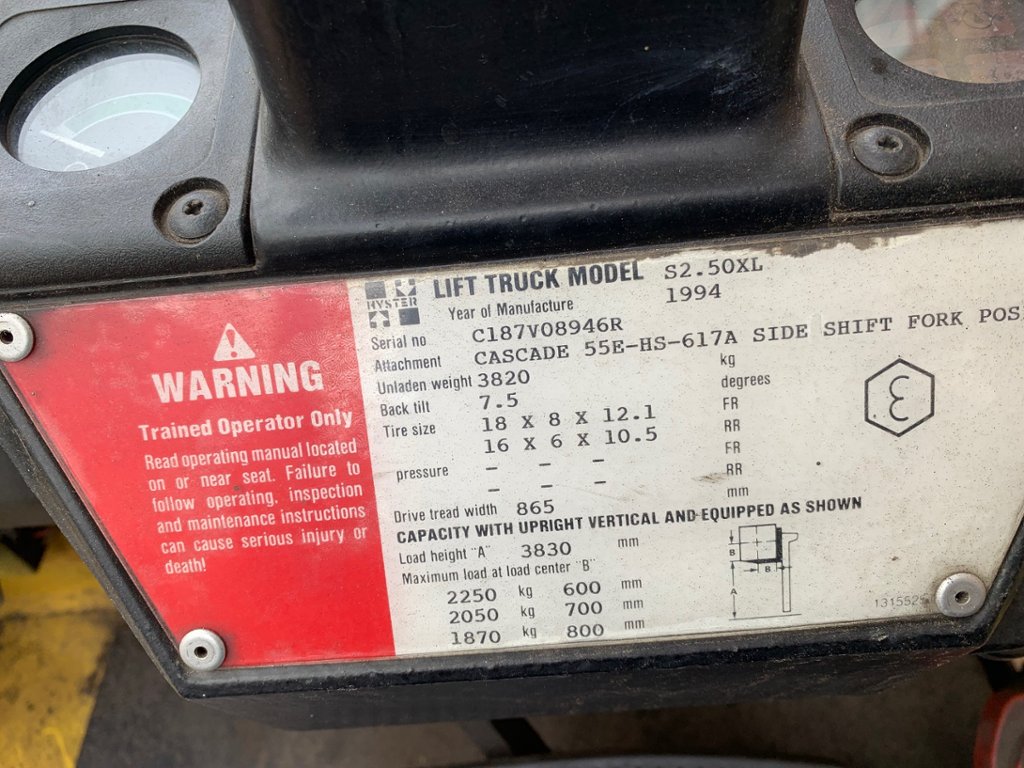 WARNING
Trained Operator Only
Read operating manual located
on or near seat. Failure to
follow operating, inspection
and maintenance instructions
can cause serious injury or
death!
HYSTER
LIFT TRUCK MODEL S2.50XL
Year of Manufacture 1994
Serial no C187V08946R
Attachment CASCADE 55E-HS-617A SIDE SHIFT FORK POS
Unladen weight 3820 kg
Back tilt 7.5 degrees
Tire size 18 X 8 X 12.1 FR
16 X 6 X 10.5 RR
pressure - - - FR
- - - RR
Drive tread width 865 mm
CAPACITY WITH UPRIGHT VERTICAL AND EQUIPPED AS SHOWN
Load height "A" 3830 mm
Maximum load at load center "B"
2250 kg 600 mm
2050 kg 700 mm
1870 kg 800 mm
B
B
A